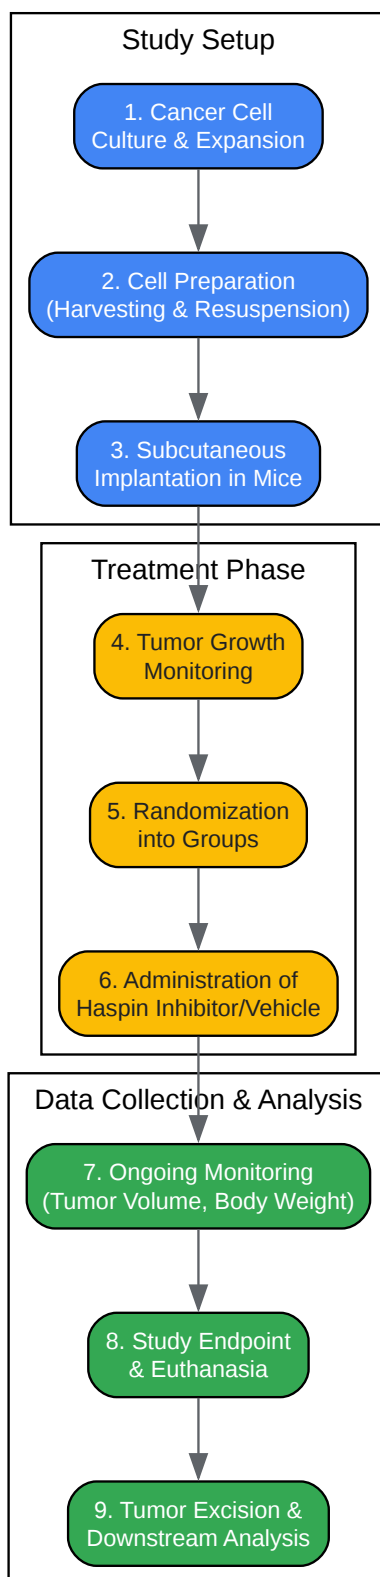 Study Setup
1. Cancer Cell
Culture & Expansion
2. Cell Preparation
(Harvesting & Resuspension)
3. Subcutaneous
Implantation in Mice
Treatment Phase
4. Tumor Growth
Monitoring
5. Randomization
into Groups
6. Administration of
Haspin Inhibitor/Vehicle
Data Collection & Analysis
7. Ongoing Monitoring
(Tumor Volume, Body Weight)
8. Study Endpoint
& Euthanasia
9. Tumor Excision &
Downstream Analysis